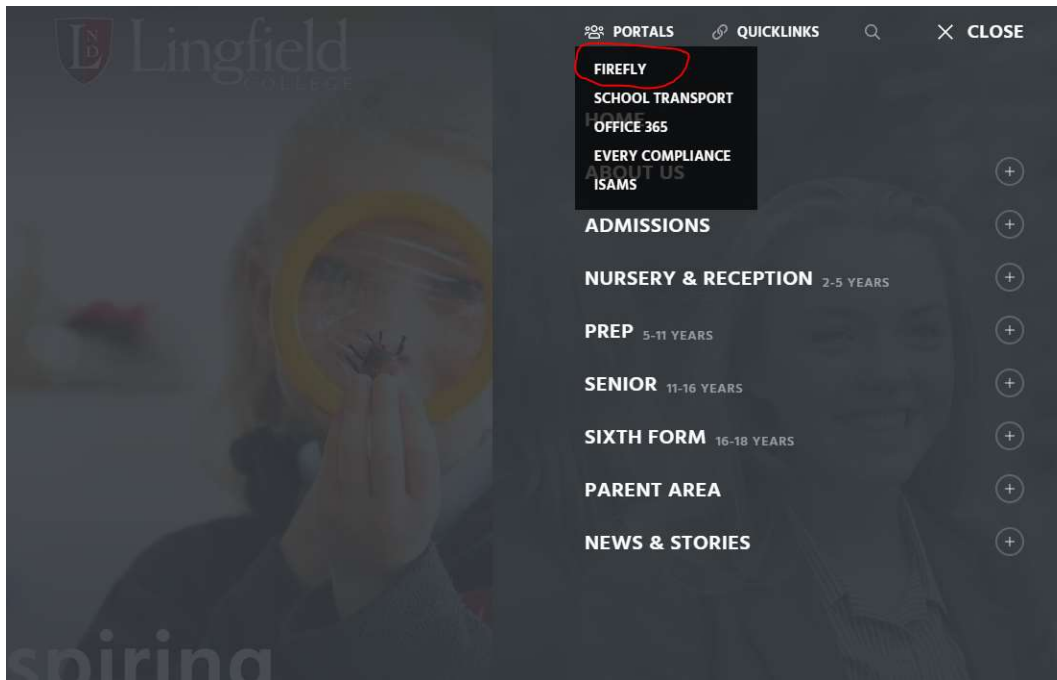 LND
Lingfield
COLLEGE
PORTALS
QUICKLINKS
CLOSE
FIREFLY
SCHOOL TRANSPORT
OFFICE 365
EVERY COMPLIANCE
ISAMS
HOME
ABOUT US
ADMISSIONS
NURSERY & RECEPTION 2-5 YEARS
PREP 5-11 YEARS
SENIOR 11-16 YEARS
SIXTH FORM 16-18 YEARS
PARENT AREA
NEWS & STORIES
spiring